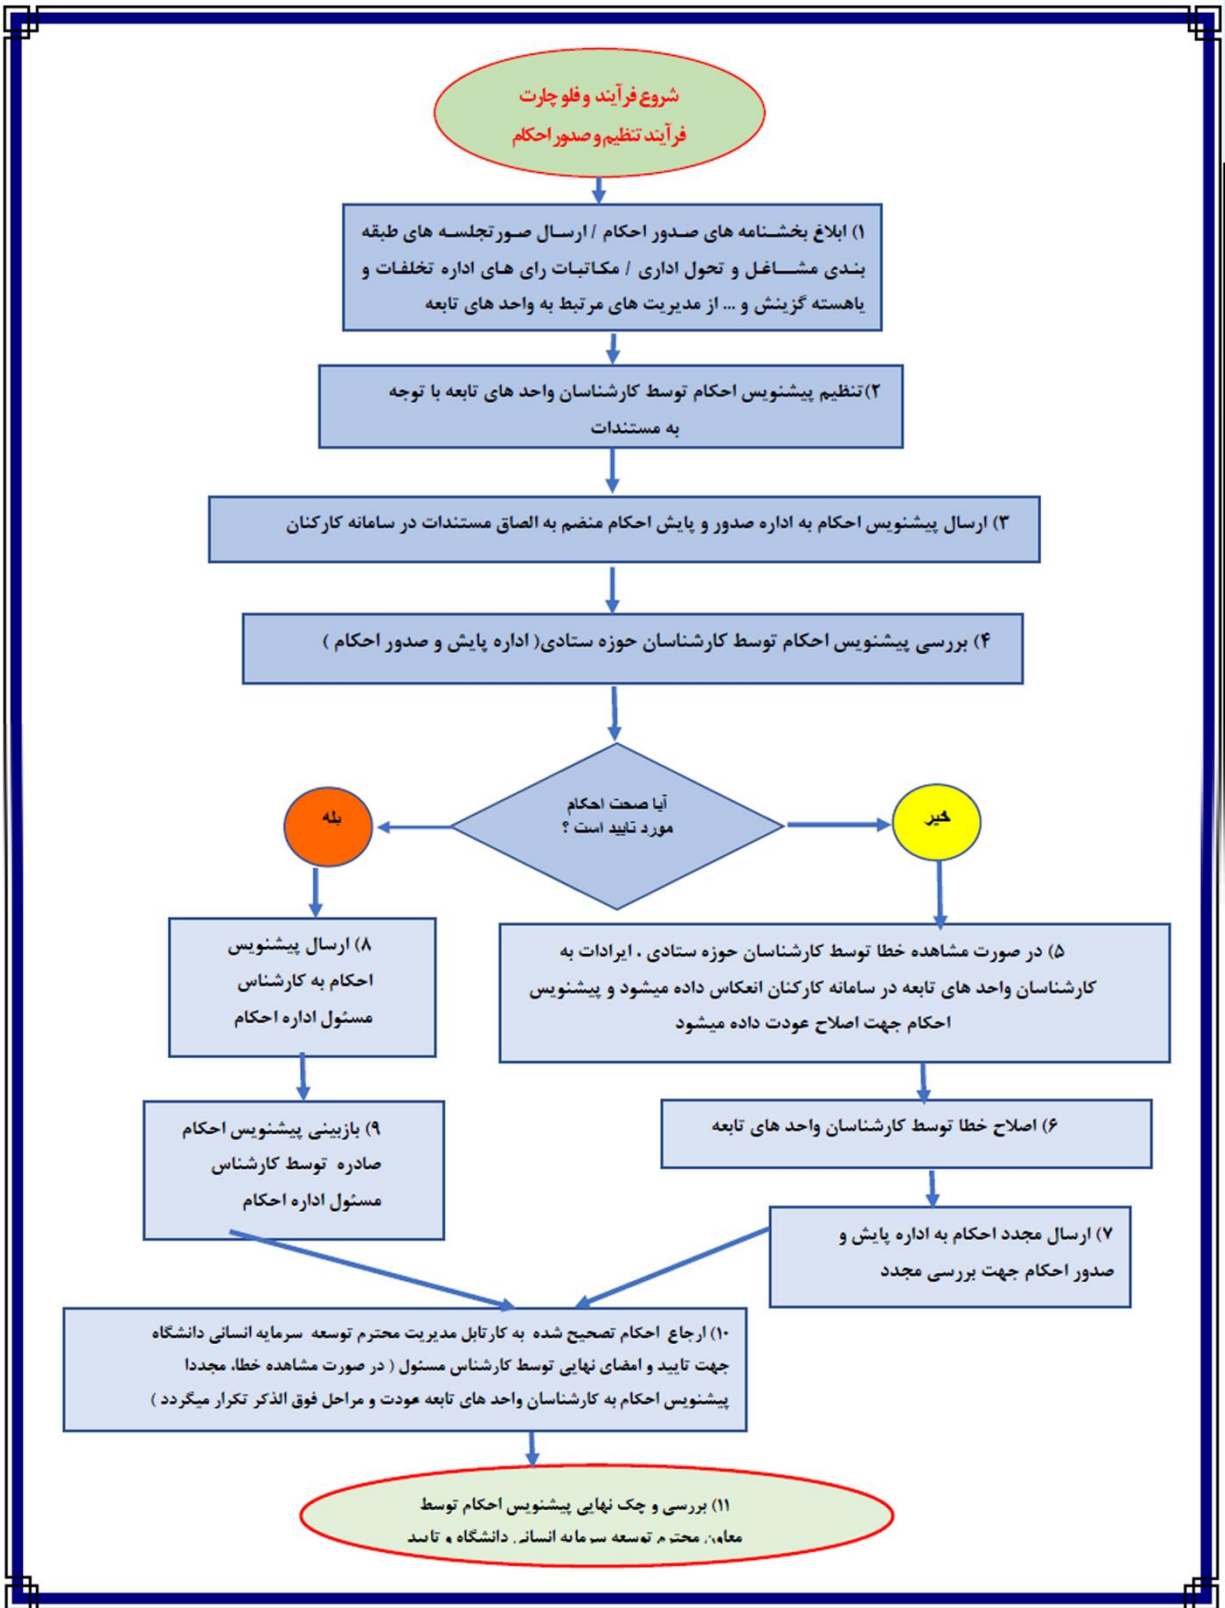 شروع فرآیند و فلو چارت
فرآیند تنظیم و صدور احکام
۱) ابلاغ بخشنامه های صدور احکام / ارسال صورتجلسه های طبقه
بندی مشاغل و تحول اداری / مکاتبات رای های اداره تخلفات و
یاهسته گزینش و ... از مدیریت های مرتبط به واحد های تابعه
۲) تنظیم پیشنویس احکام توسط کارشناسان واحد های تابعه با توجه
به مستندات
۳) ارسال پیشنویس احکام به اداره صدور و پایش احکام منضم به الصاق مستندات در سامانه کارکنان
۴) بررسی پیشنویس احکام توسط کارشناسان حوزه ستادی( اداره پایش و صدور احکام )
آیا صحت احکام
مورد تایید است ؟
خیر
بله
۵) در صورت مشاهده خطا توسط کارشناسان حوزه ستادی ، ایرادات به
کارشناسان واحد های تابعه در سامانه کارکنان انعکاس داده میشود و پیشنویس
احکام جهت اصلاح عودت داده میشود
۶) اصلاح خطا توسط کارشناسان واحد های تابعه
۷) ارسال مجدد احکام به اداره پایش و
صدور احکام جهت بررسی مجدد
۸) ارسال پیشنویس
احکام به کارشناس
مسئول اداره احکام
۹) بازبینی پیشنویس احکام
صادره توسط کارشناس
مسئول اداره احکام
۱۰) ارجاع احکام تصحیح شده به کارتابل مدیریت محترم توسعه سرمایه انسانی دانشگاه
جهت تایید و امضای نهایی توسط کارشناس مسئول ( در صورت مشاهده خطا، مجددا
پیشنویس احکام به کارشناسان واحد های تابعه عودت و مراحل فوق الذکر تکرار میگردد )
۱۱) بررسی و چک نهایی پیشنویس احکام توسط
معاون محترم توسعه سرمایه انسانی دانشگاه و تایید